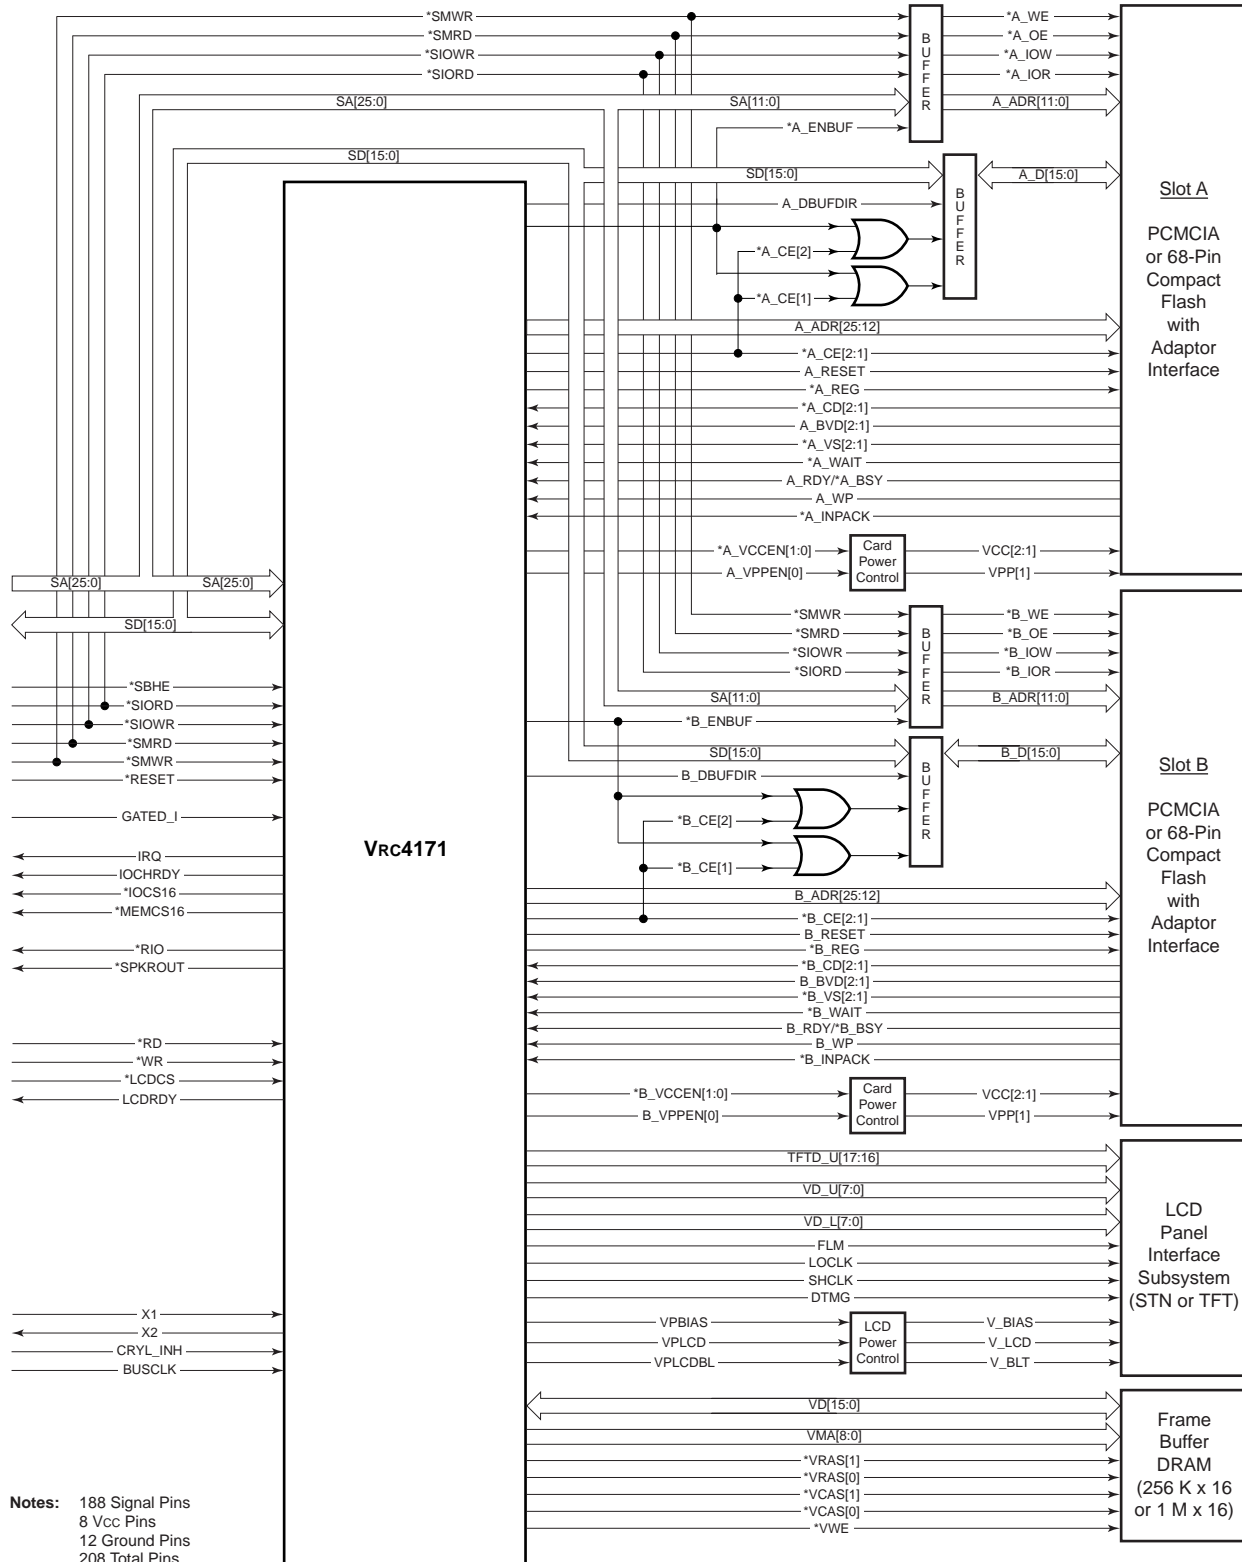 *SMWR
*A_WE
*SMRD
*A_OE
*SIOWR
*A_IOW
*SIORD
*A_IOR
BUFFER
SA[25:0]
SA[11:0]
A_ADR[11:0]
*A_ENBUF
SD[15:0]
SD[15:0]
A_D[15:0]
BUFFER
A_DBUFDIR
*A_CE[2]
*A_CE[1]
Slot A
PCMCIA
or 68-Pin
Compact
Flash
with
Adaptor
Interface
A_ADR[25:12]
*A_CE[2:1]
A_RESET
*A_REG
*A_CD[2:1]
A_BVD[2:1]
*A_VS[2:1]
*A_WAIT
A_RDY/*A_BSY
A_WP
*A_INPACK
*A_VCCEN[1:0]
A_VPPEN[0]
Card
Power
Control
VCC[2:1]
VPP[1]
SA[25:0]
SA[25:0]
SD[15:0]
*SMWR
*B_WE
*SMRD
*B_OE
*SIOWR
*B_IOW
*SIORD
*B_IOR
BUFFER
SA[11:0]
B_ADR[11:0]
*B_ENBUF
SD[15:0]
B_D[15:0]
BUFFER
B_DBUFDIR
*B_CE[2]
*B_CE[1]
Slot B
PCMCIA
or 68-Pin
Compact
Flash
with
Adaptor
Interface
*SBHE
*SIORD
*SIOWR
*SMRD
*SMWR
*RESET
GATED_I
IRQ
IOCHRDY
*IOCS16
*MEMCS16
*RIO
*SPKROUT
*RD
*WR
*LCDCS
LCDRDY
VRC4171
B_ADR[25:12]
*B_CE[2:1]
B_RESET
*B_REG
*B_CD[2:1]
B_BVD[2:1]
*B_VS[2:1]
*B_WAIT
B_RDY/*B_BSY
B_WP
*B_INPACK
*B_VCCEN[1:0]
B_VPPEN[0]
Card
Power
Control
VCC[2:1]
VPP[1]
TFTD_U[17:16]
VD_U[7:0]
VD_L[7:0]
FLM
LOCLK
SHCLK
DTMG
VPBIAS
VPLCD
VPLCDBL
LCD
Power
Control
V_BIAS
V_LCD
V_BLT
LCD
Panel
Interface
Subsystem
(STN or TFT)
X1
X2
CRYL_INH
BUSCLK
VD[15:0]
VMA[8:0]
*VRAS[1]
*VRAS[0]
*VCAS[1]
*VCAS[0]
*VWE
Frame
Buffer
DRAM
(256 K x 16
or 1 M x 16)
Notes: 188 Signal Pins
8 VCC Pins
12 Ground Pins
208 Total Pins